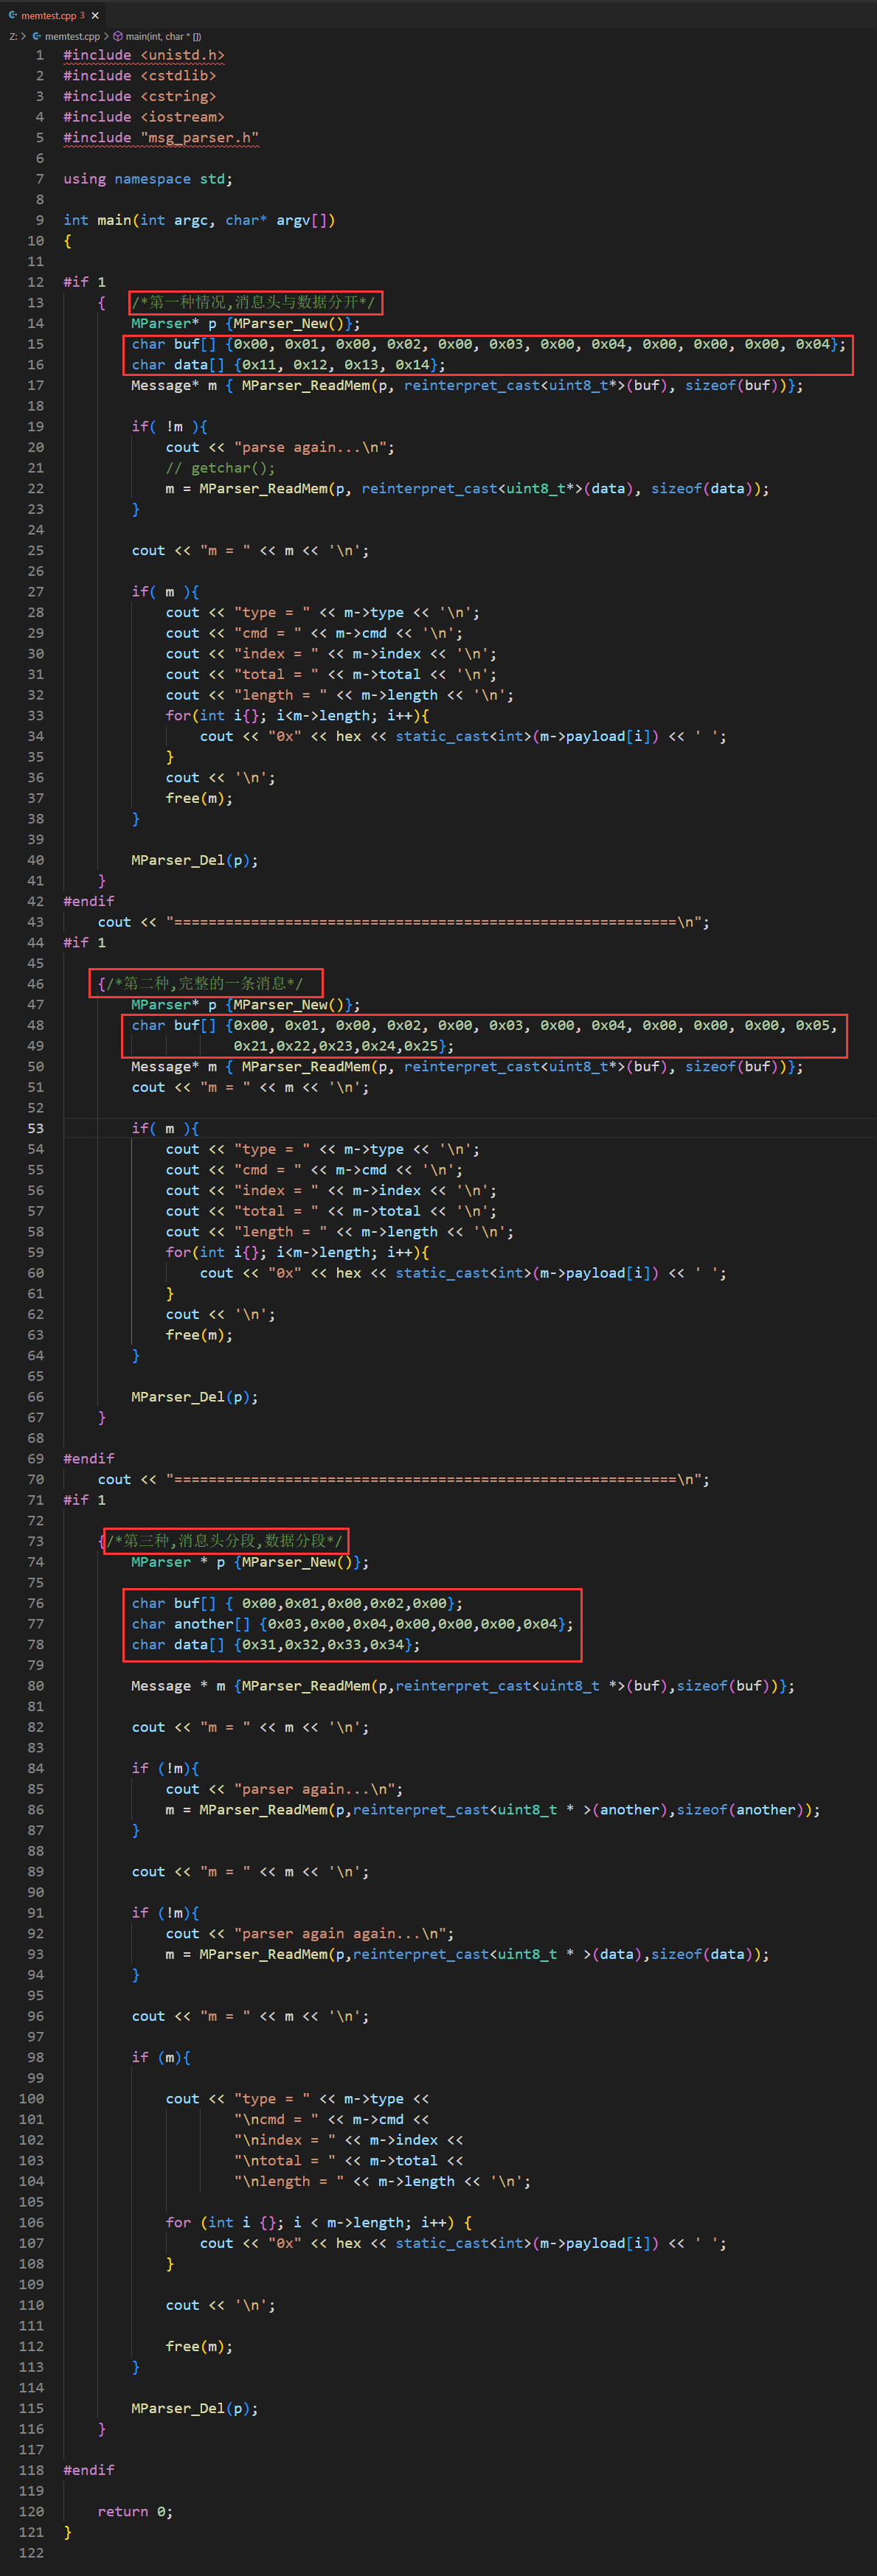 memtest.cpp 3 ×
Z: > memtest.cpp > main(int, char * [])
1 #include <unistd.h>
2 #include <cstdlib>
3 #include <cstring>
4 #include <iostream>
5 #include "msg_parser.h"
6
7 using namespace std;
8
9 int main(int argc, char* argv[])
10 {
11
12 #if 1
13     {   /*第一种情况,消息头与数据分开*/
14         MParser* p {MParser_New()};
15         char buf[] {0x00, 0x01, 0x00, 0x02, 0x00, 0x03, 0x00, 0x04, 0x00, 0x00, 0x00, 0x04};
16         char data[] {0x11, 0x12, 0x13, 0x14};
17         Message* m { MParser_ReadMem(p, reinterpret_cast<uint8_t*>(buf), sizeof(buf))};
18
19         if( !m ){
20             cout << "parse again...\n";
21             // getchar();
22             m = MParser_ReadMem(p, reinterpret_cast<uint8_t*>(data), sizeof(data));
23         }
24
25         cout << "m = " << m << '\n';
26
27         if( m ){
28             cout << "type = " << m->type << '\n';
29             cout << "cmd = " << m->cmd << '\n';
30             cout << "index = " << m->index << '\n';
31             cout << "total = " << m->total << '\n';
32             cout << "length = " << m->length << '\n';
33             for(int i{}; i<m->length; i++){
34                 cout << "0x" << hex << static_cast<int>(m->payload[i]) << ' ';
35             }
36             cout << '\n';
37             free(m);
38         }
39
40         MParser_Del(p);
41     }
42 #endif
43     cout << "===========================================================\n";
44 #if 1
45
46     {/*第二种,完整的一条消息*/
47         MParser* p {MParser_New()};
48         char buf[] {0x00, 0x01, 0x00, 0x02, 0x00, 0x03, 0x00, 0x04, 0x00, 0x00, 0x00, 0x05,
49                     0x21,0x22,0x23,0x24,0x25};
50         Message* m { MParser_ReadMem(p, reinterpret_cast<uint8_t*>(buf), sizeof(buf))};
51         cout << "m = " << m << '\n';
52
53         if( m ){
54             cout << "type = " << m->type << '\n';
55             cout << "cmd = " << m->cmd << '\n';
56             cout << "index = " << m->index << '\n';
57             cout << "total = " << m->total << '\n';
58             cout << "length = " << m->length << '\n';
59             for(int i{}; i<m->length; i++){
60                 cout << "0x" << hex << static_cast<int>(m->payload[i]) << ' ';
61             }
62             cout << '\n';
63             free(m);
64         }
65
66         MParser_Del(p);
67     }
68
69 #endif
70     cout << "===========================================================\n";
71 #if 1
72
73     {/*第三种,消息头分段,数据分段*/
74         MParser * p {MParser_New()};
75
76         char buf[] { 0x00,0x01,0x00,0x02,0x00};
77         char another[] {0x03,0x00,0x04,0x00,0x00,0x00,0x04};
78         char data[] {0x31,0x32,0x33,0x34};
79
80         Message * m {MParser_ReadMem(p,reinterpret_cast<uint8_t *>(buf),sizeof(buf))};
81
82         cout << "m = " << m << '\n';
83
84         if (!m){
85             cout << "parser again...\n";
86             m = MParser_ReadMem(p,reinterpret_cast<uint8_t * >(another),sizeof(another));
87         }
88
89         cout << "m = " << m << '\n';
90
91         if (!m){
92             cout << "parser again again...\n";
93             m = MParser_ReadMem(p,reinterpret_cast<uint8_t * >(data),sizeof(data));
94         }
95
96         cout << "m = " << m << '\n';
97
98         if (m){
99
100             cout << "type = " << m->type <<
101                     "\ncmd = " << m->cmd <<
102                     "\nindex = " << m->index <<
103                     "\ntotal = " << m->total <<
104                     "\nlength = " << m->length << '\n';
105
106             for (int i {}; i < m->length; i++) {
107                 cout << "0x" << hex << static_cast<int>(m->payload[i]) << ' ';
108             }
109
110             cout << '\n';
111
112             free(m);
113         }
114
115         MParser_Del(p);
116     }
117
118 #endif
119
120     return 0;
121 }
122